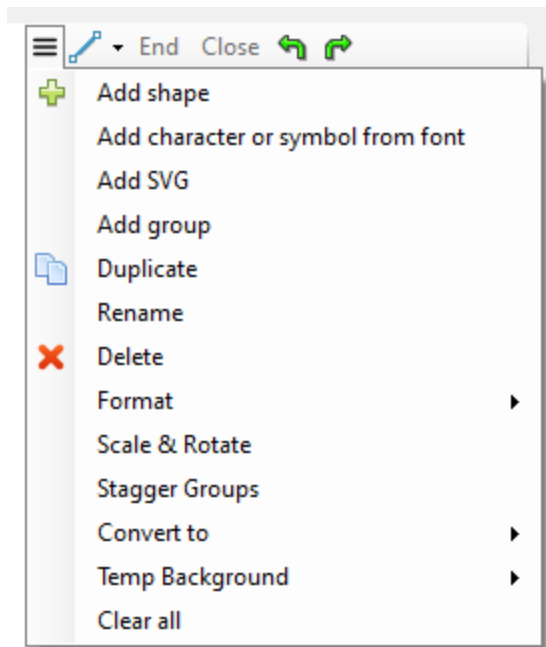 End Close
Add shape
Add character or symbol from font
Add SVG
Add group
Duplicate
Rename
Delete
Format
Scale & Rotate
Stagger Groups
Convert to
Temp Background
Clear all